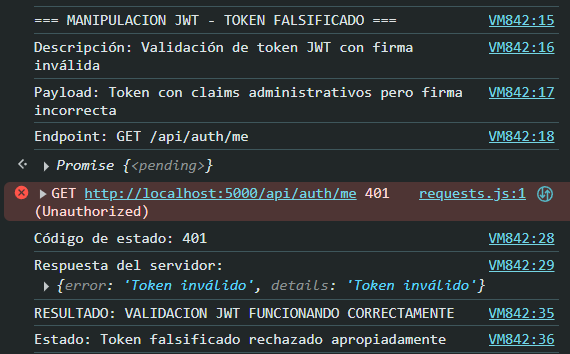 === MANIPULACION JWT - TOKEN FALSIFICADO === VM842:15
Descripción: Validación de token JWT con firma VM842:16
inválida
Payload: Token con claims administrativos pero firma VM842:17
incorrecta
Endpoint: GET /api/auth/me VM842:18
Promise {<pending>}
GET http://localhost:5000/api/auth/me 401 requests.js:1
(Unauthorized)
Código de estado: 401 VM842:28
Respuesta del servidor: VM842:29
{error: 'Token inválido', details: 'Token inválido'}
RESULTADO: VALIDACION JWT FUNCIONANDO CORRECTAMENTE VM842:35
Estado: Token falsificado rechazado apropiadamente VM842:36